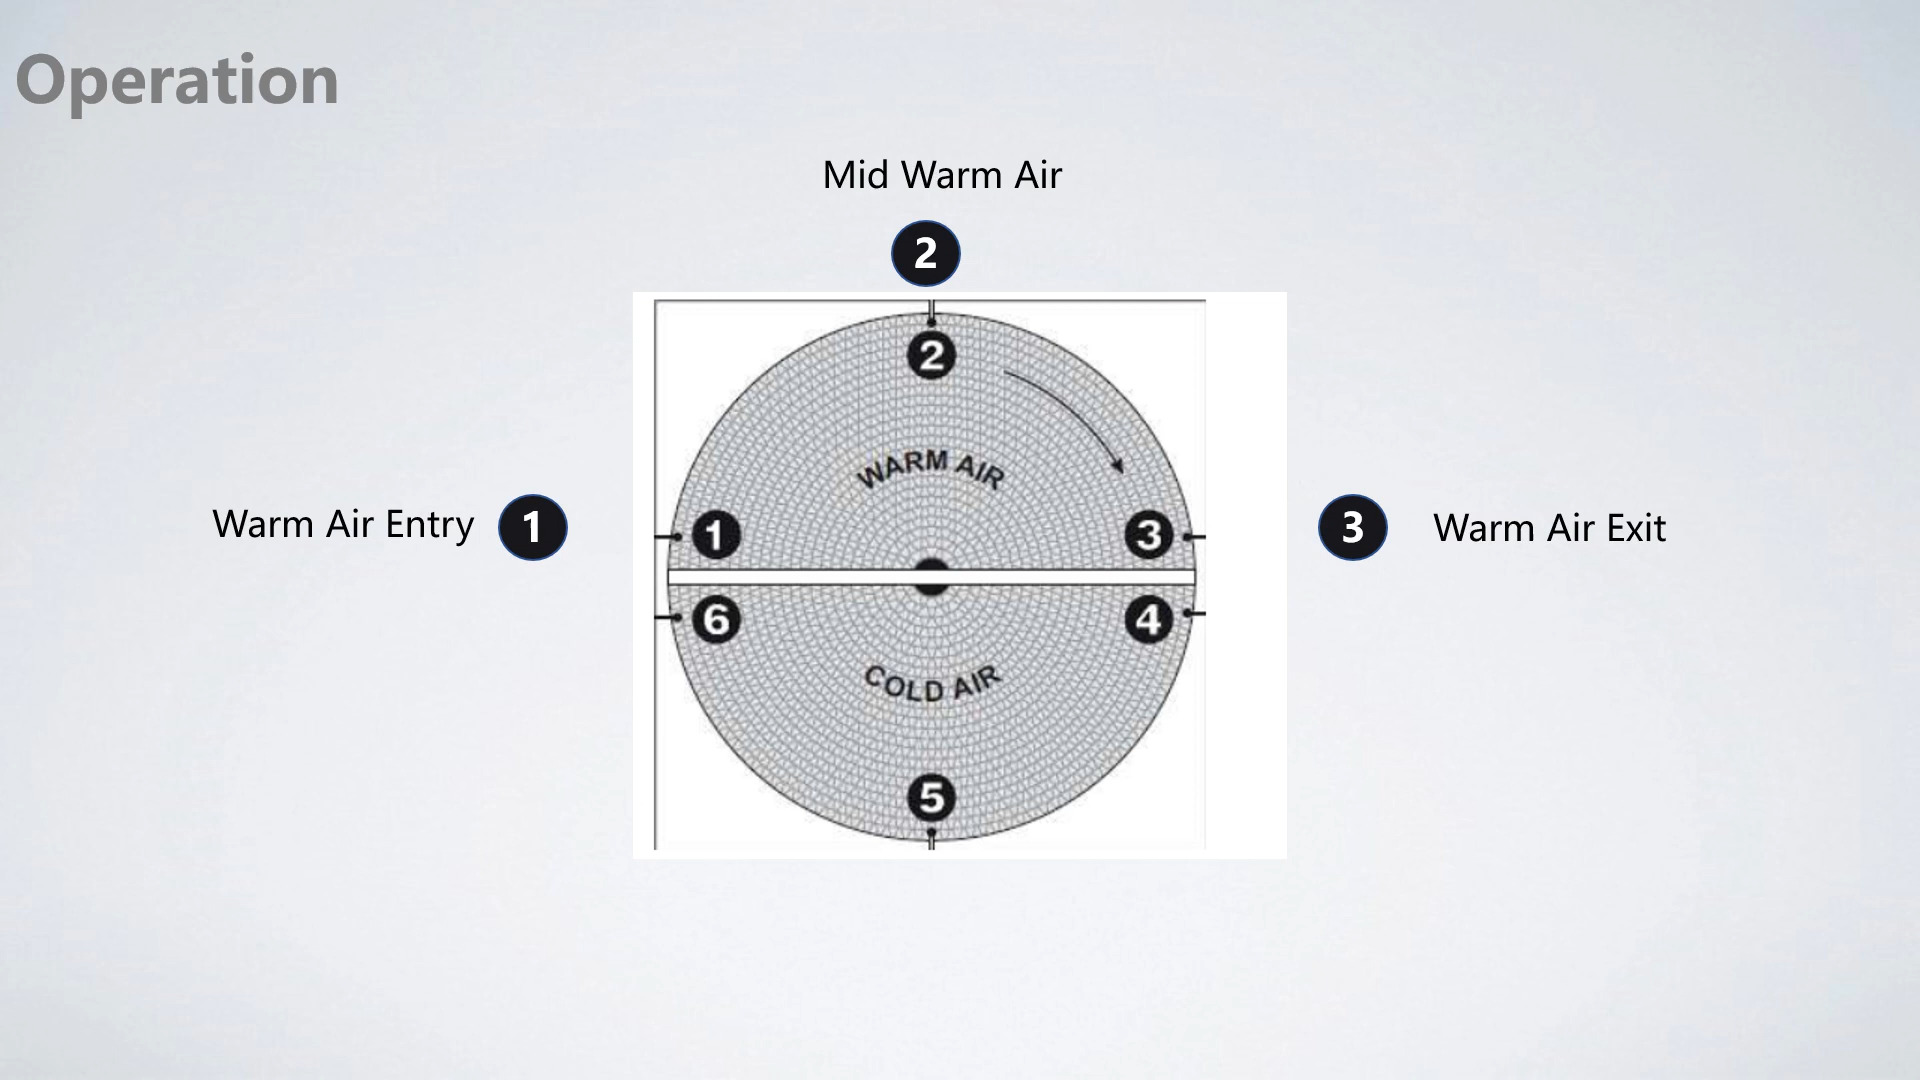 Operation
Mid Warm Air
2
2
WARM AIR
Warm Air Entry 1
1
3
3 Warm Air Exit
6
4
COLD AIR
5